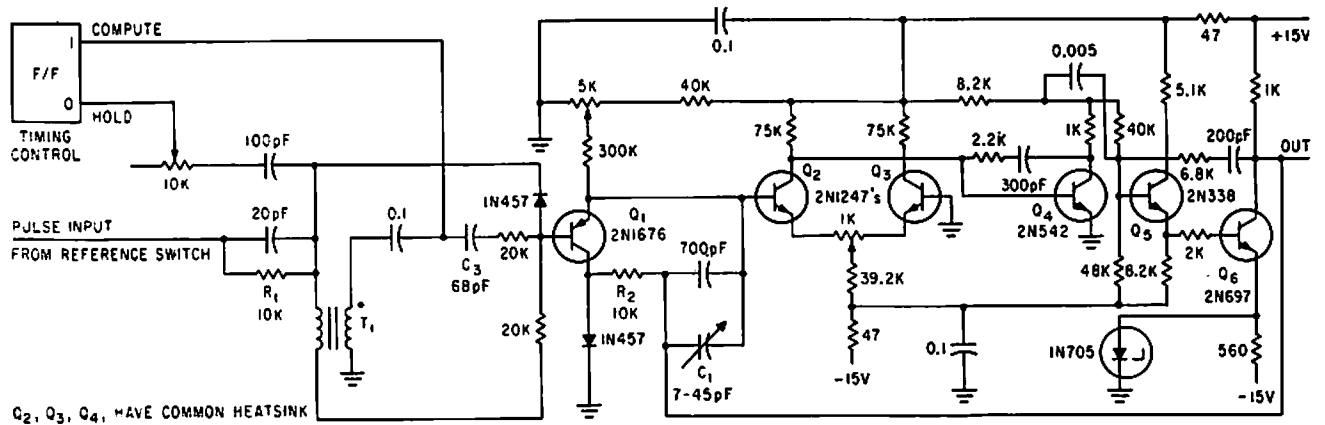 F/F
1
0
COMPUTE
HOLD
TIMING
CONTROL
100pF
10K
PULSE INPUT
FROM REFERENCE SWITCH
20pF
R1
10K
T1
0.1
C3
68pF
20K
1N457
Q1
2N1676
20K
1N457
R2
10K
700pF
C1
7-45pF
5K
40K
300K
0.1
75K
75K
Q2
Q3
2N1247's
1K
39.2K
47
-15V
0.1
8.2K
0.005
1K
40K
2.2K
300pF
Q4
2N542
48K
8.2K
Q5
2N338
5.1K
47
+15V
1K
200pF
6.8K
OUT
2K
Q6
2N697
1N705
560
-15V
Q2, Q3, Q4, HAVE COMMON HEATSINK